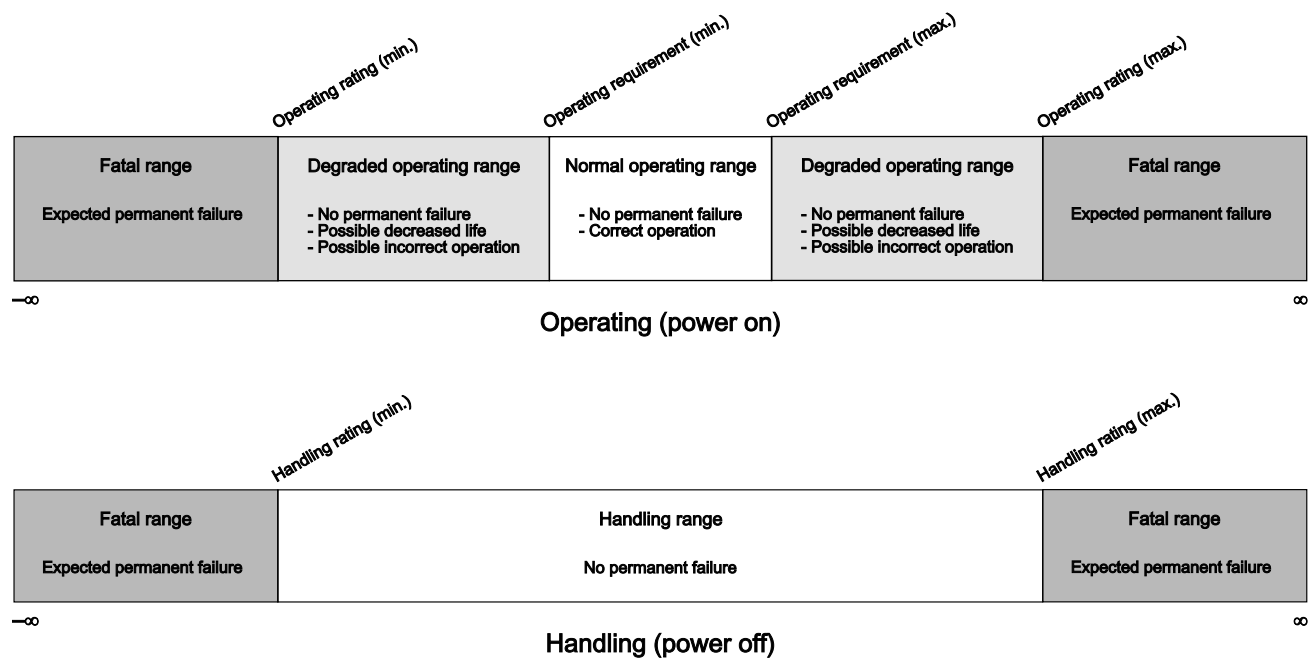 Operating rating (min.)
Operating requirement (min.)
Operating requirement (max.)
Operating rating (max.)
Fatal range
Expected permanent failure
Degraded operating range
- No permanent failure
- Possible decreased life
- Possible incorrect operation
Normal operating range
- No permanent failure
- Correct operation
Degraded operating range
- No permanent failure
- Possible decreased life
- Possible incorrect operation
Fatal range
Expected permanent failure
–∞
∞
Operating (power on)
Handling rating (min.)
Handling rating (max.)
Fatal range
Expected permanent failure
Handling range
No permanent failure
Fatal range
Expected permanent failure
–∞
∞
Handling (power off)